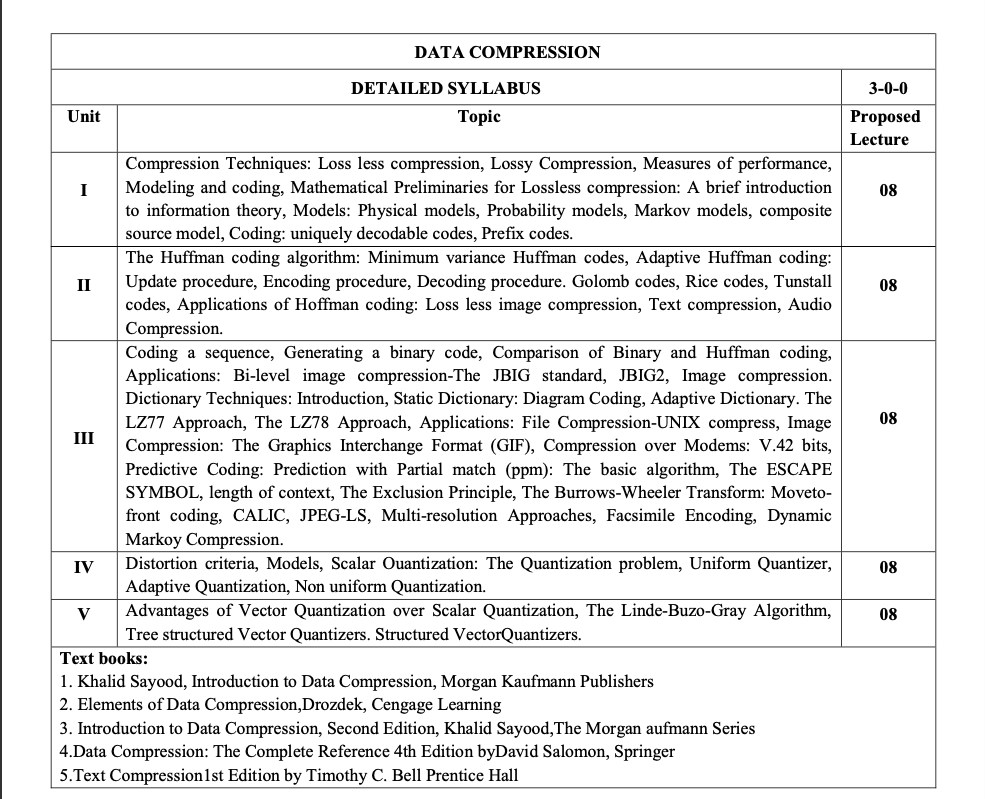 DATA COMPRESSION
DETAILED SYLLABUS 3-0-0
Unit Topic Proposed
Lecture
I 08
Compression Techniques: Loss less compression, Lossy Compression, Measures of performance,
Modeling and coding, Mathematical Preliminaries for Lossless compression: A brief introduction
to information theory, Models: Physical models, Probability models, Markov models, composite
source model, Coding: uniquely decodable codes, Prefix codes.
II 08
The Huffman coding algorithm: Minimum variance Huffman codes, Adaptive Huffman coding:
Update procedure, Encoding procedure, Decoding procedure. Golomb codes, Rice codes, Tunstall
codes, Applications of Hoffman coding: Loss less image compression, Text compression, Audio
Compression.
III 08
Coding a sequence, Generating a binary code, Comparison of Binary and Huffman coding,
Applications: Bi-level image compression-The JBIG standard, JBIG2, Image compression.
Dictionary Techniques: Introduction, Static Dictionary: Diagram Coding, Adaptive Dictionary. The
LZ77 Approach, The LZ78 Approach, Applications: File Compression-UNIX compress, Image
Compression: The Graphics Interchange Format (GIF), Compression over Modems: V.42 bits,
Predictive Coding: Prediction with Partial match (ppm): The basic algorithm, The ESCAPE
SYMBOL, length of context, The Exclusion Principle, The Burrows-Wheeler Transform: Moveto-
front coding, CALIC, JPEG-LS, Multi-resolution Approaches, Facsimile Encoding, Dynamic
Markoy Compression.
IV 08
Distortion criteria, Models, Scalar Ouantization: The Quantization problem, Uniform Quantizer,
Adaptive Quantization, Non uniform Quantization.
V 08
Advantages of Vector Quantization over Scalar Quantization, The Linde-Buzo-Gray Algorithm,
Tree structured Vector Quantizers. Structured VectorQuantizers.
Text books:
1. Khalid Sayood, Introduction to Data Compression, Morgan Kaufmann Publishers
2. Elements of Data Compression,Drozdek, Cengage Learning
3. Introduction to Data Compression, Second Edition, Khalid Sayood,The Morgan aufmann Series
4.Data Compression: The Complete Reference 4th Edition byDavid Salomon, Springer
5.Text Compression1st Edition by Timothy C. Bell Prentice Hall